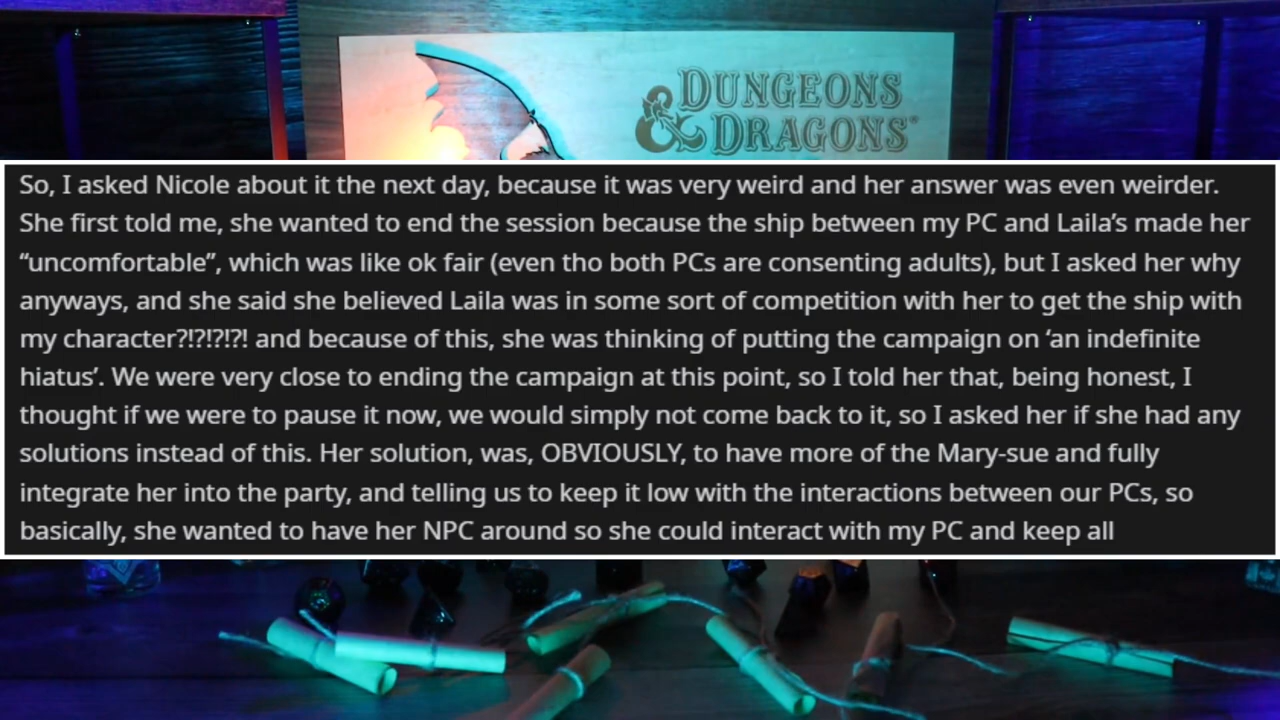 DUNGEONS
& DRAGONS®
So, I asked Nicole about it the next day, because it was very weird and her answer was even weirder.
She first told me, she wanted to end the session because the ship between my PC and Laila’s made her
“uncomfortable”, which was like ok fair (even tho both PCs are consenting adults), but I asked her why
anyways, and she said she believed Laila was in some sort of competition with her to get the ship with
my character?!?!?!?! and because of this, she was thinking of putting the campaign on ‘an indefinite
hiatus’. We were very close to ending the campaign at this point, so I told her that, being honest, I
thought if we were to pause it now, we would simply not come back to it, so I asked her if she had any
solutions instead of this. Her solution, was, OBVIOUSLY, to have more of the Mary-sue and fully
integrate her into the party, and telling us to keep it low with the interactions between our PCs, so
basically, she wanted to have her NPC around so she could interact with my PC and keep all